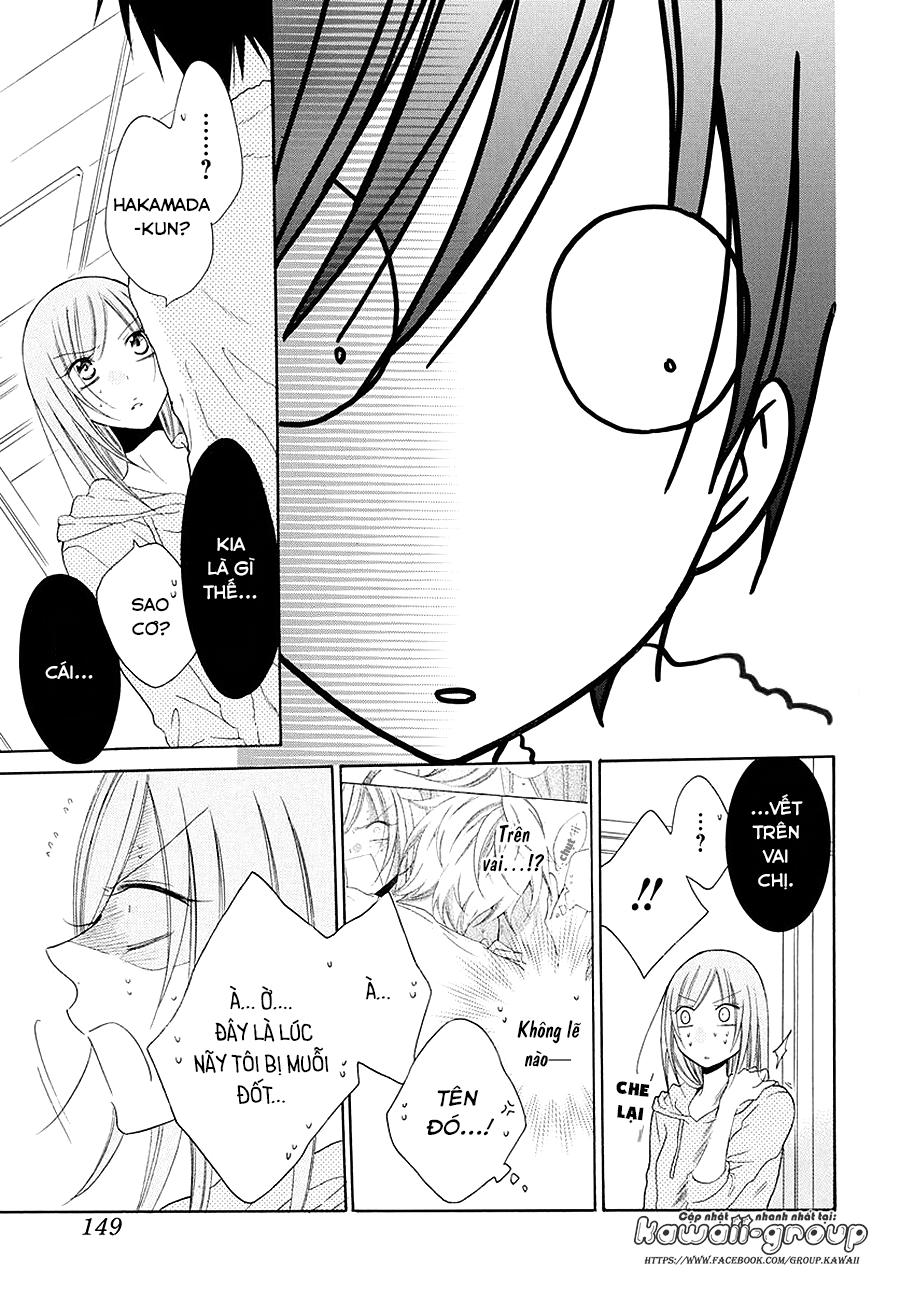 ......?
HAKAMADA
-KUN?
KIA
LÀ GÌ
THẾ...
SAO
CƠ?
CÁI...
...VẾT
TRÊN
VAI
CHỊ.
...?
!!
CHE
LẠI
Trên
vai...!?
chụt
Không lẽ
nào—
TÊN
ĐÓ...!
À...
À... Ờ....
ĐÂY LÀ LÚC
NÃY TÔI BỊ MUỖI
ĐỐT...
149
Cập nhật nhanh nhất tại:
kawaii-group
HTTPS://WWW.FACEBOOK.COM/GROUP.KAWAII